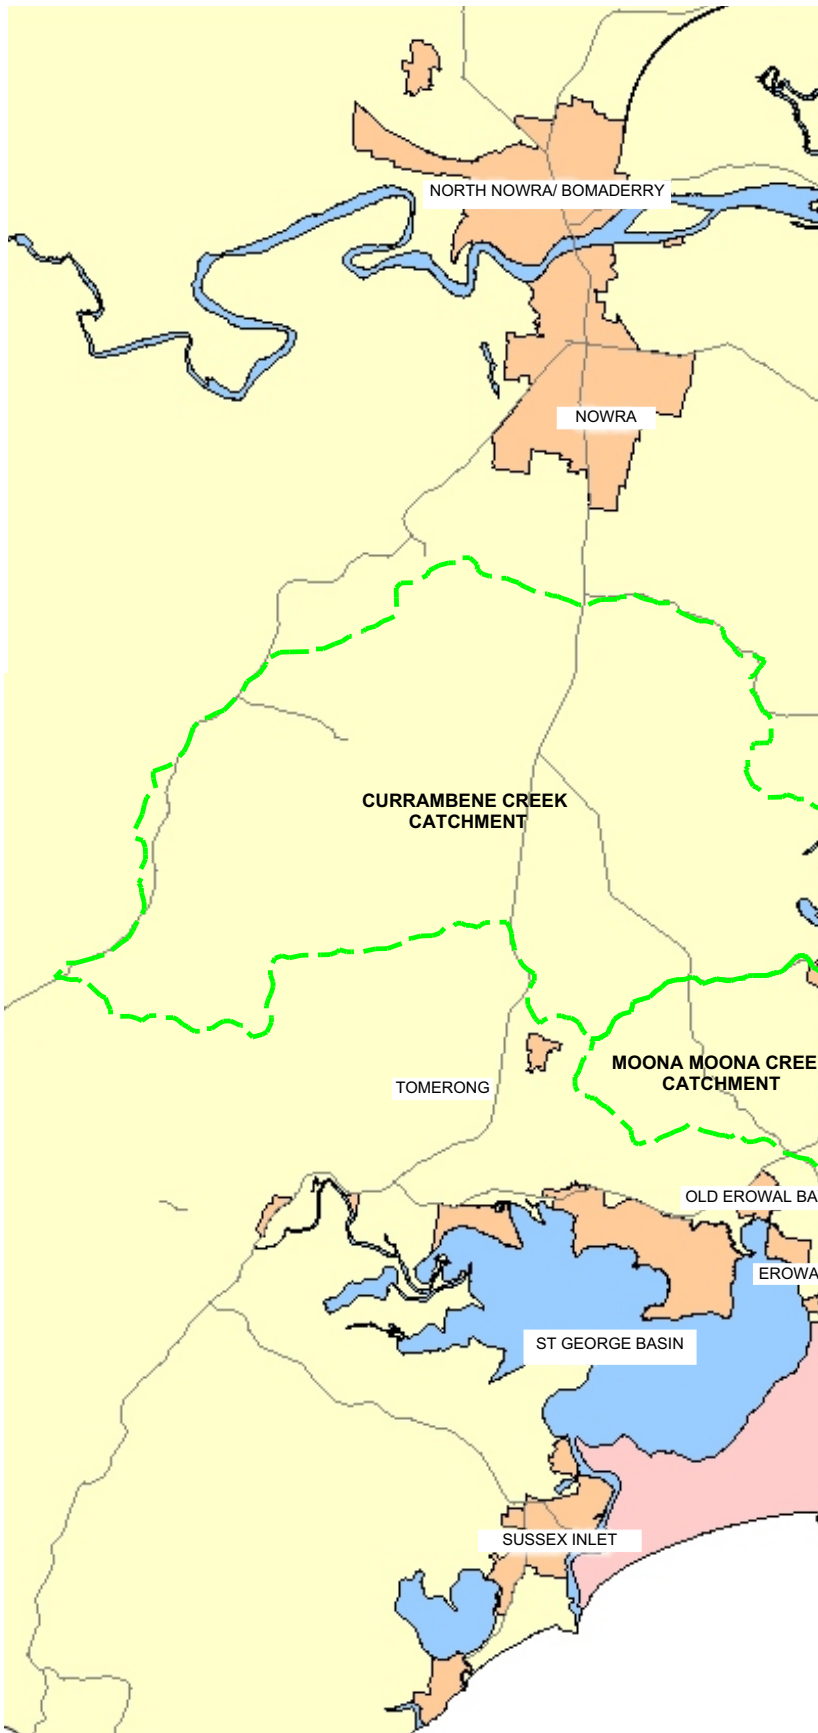 NORTH NOWRA/ BOMADERRY
NOWRA
CURRAMBENE CREEK
CATCHMENT
MOONA MOONA CREE
CATCHMENT
TOMERONG
OLD EROWAL BA
EROWA
ST GEORGE BASIN
SUSSEX INLET